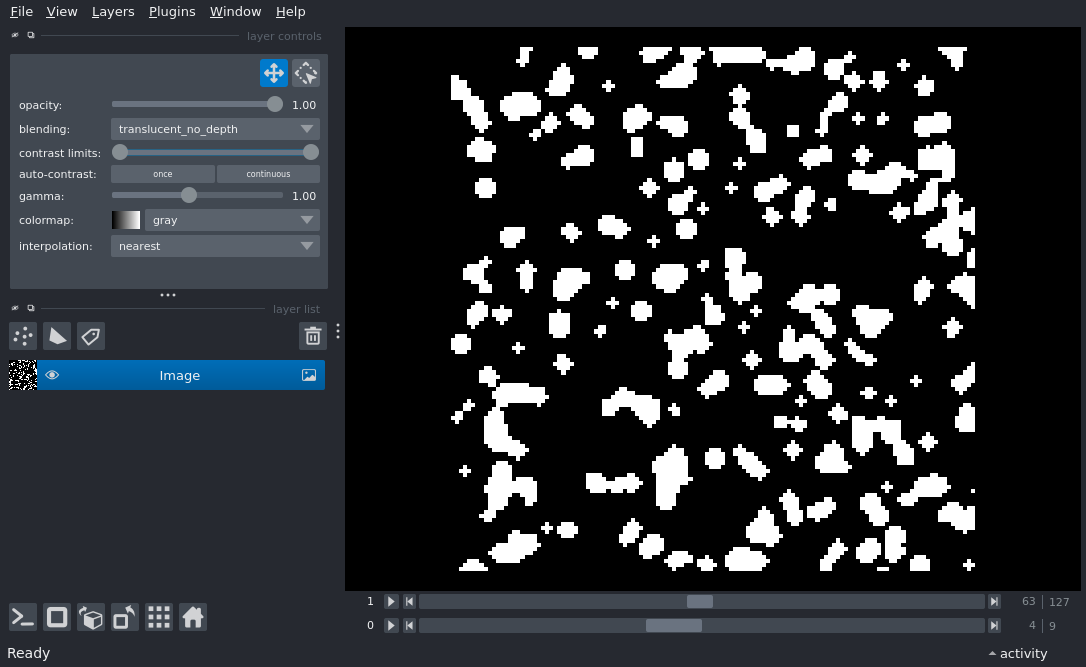 File View Layers Plugins Window Help
layer controls
opacity: 1.00
blending: translucent_no_depth
contrast limits:
auto-contrast: once continuous
gamma: 1.00
colormap: gray
interpolation: nearest
layer list
Image
1 63 127
0 4 9
Ready activity